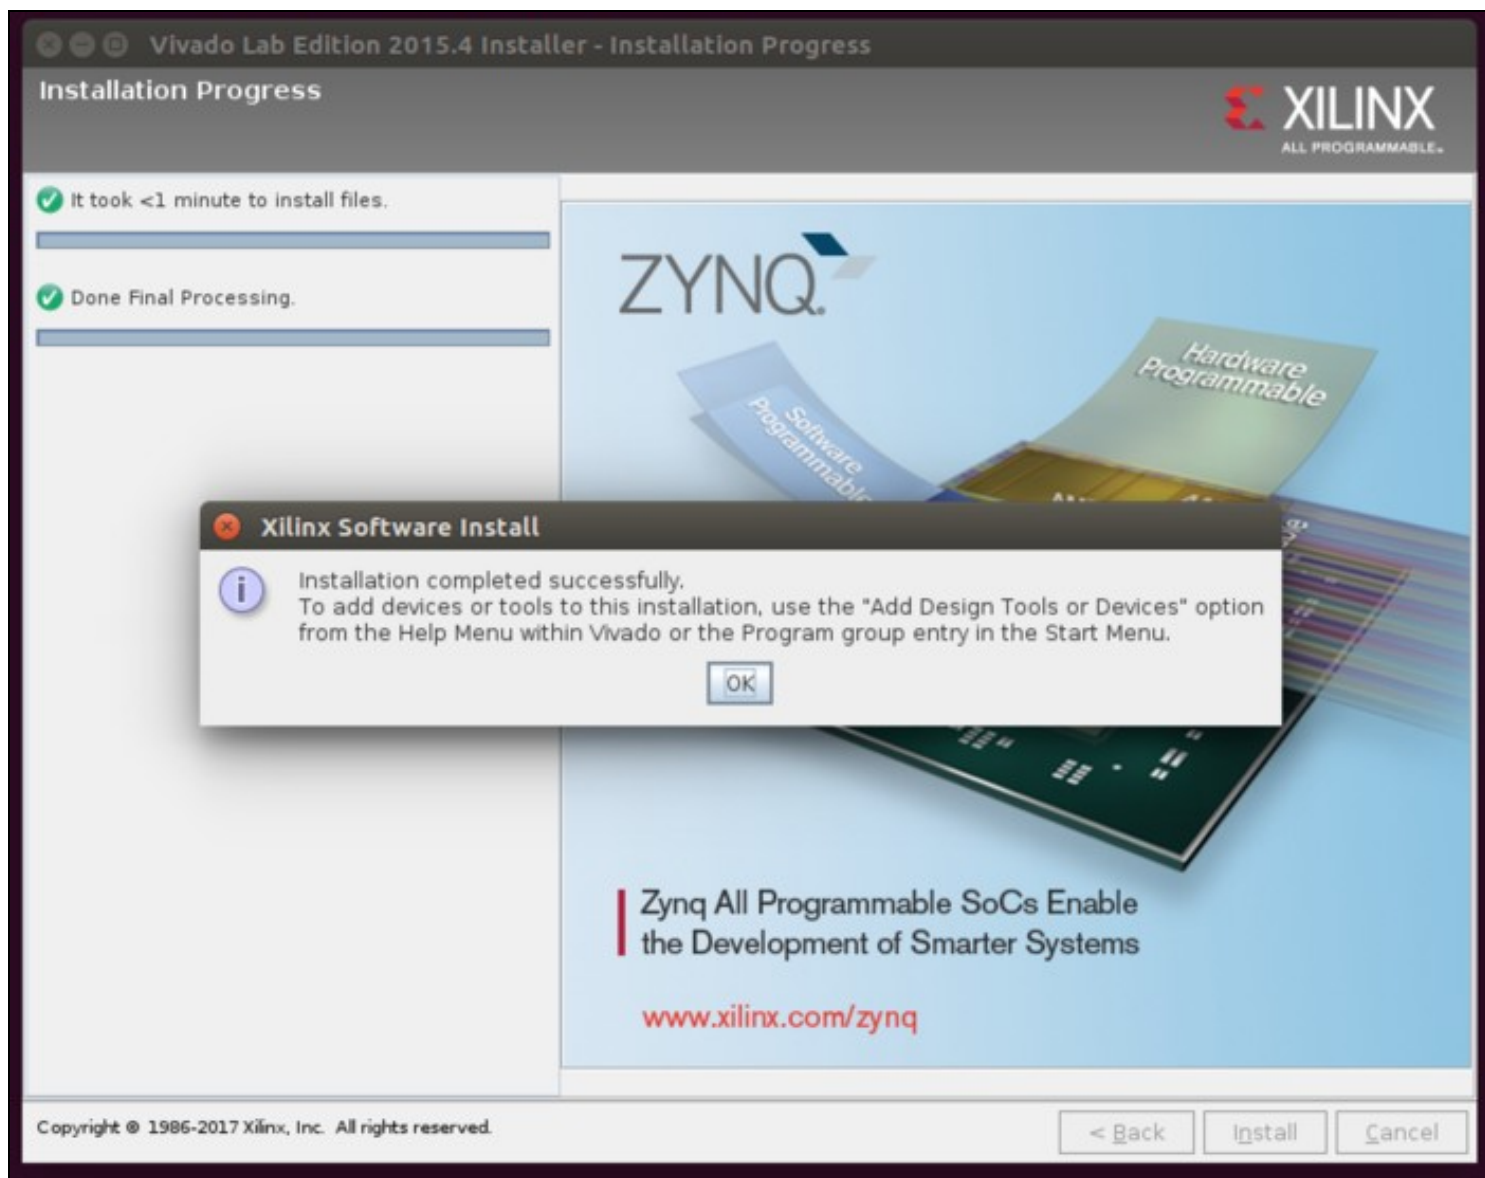 Vivado Lab Edition 2015.4 Installer - Installation Progress
Installation Progress
XILINX
ALL PROGRAMMABLE.
It took <1 minute to install files.
Done Final Processing.
ZYNQ
Hardware
Programmable
Software
Programmable
Xilinx Software Install
Installation completed successfully.
To add devices or tools to this installation, use the "Add Design Tools or Devices" option
from the Help Menu within Vivado or the Program group entry in the Start Menu.
OK
Zynq All Programmable SoCs Enable
the Development of Smarter Systems
www.xilinx.com/zynq
Copyright © 1986-2017 Xilinx, Inc. All rights reserved.
< Back
Install
Cancel